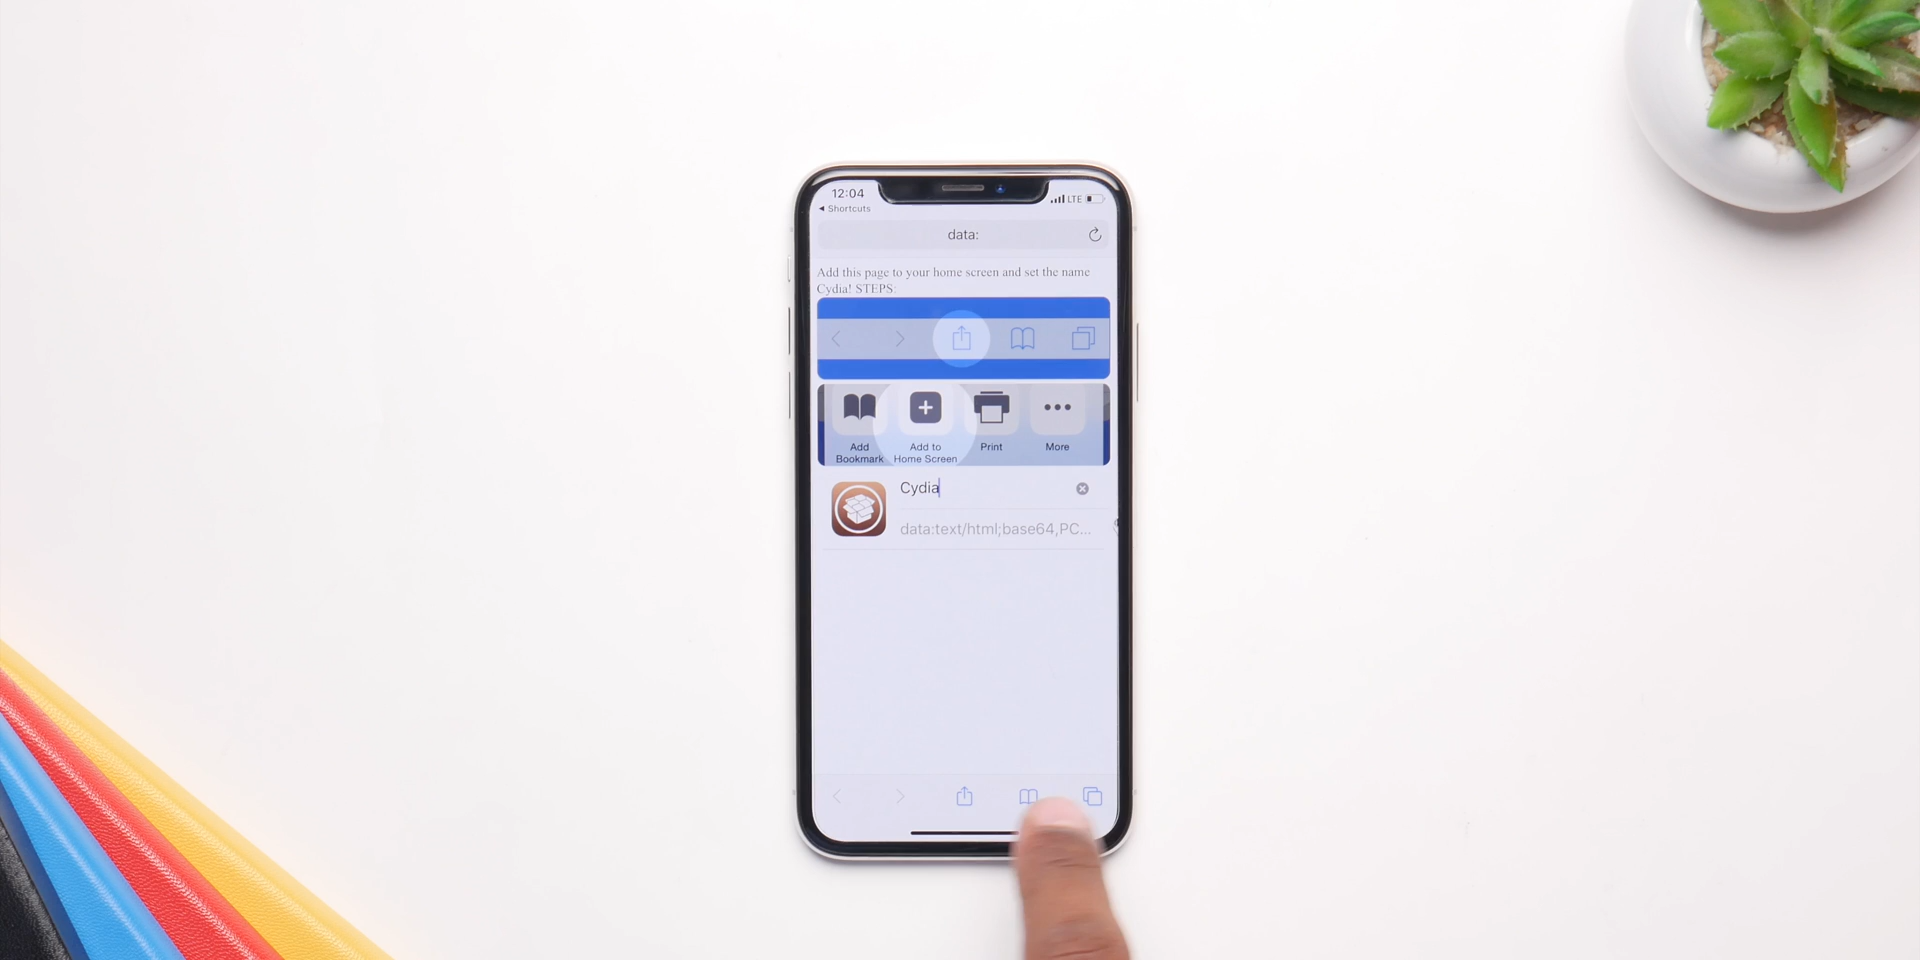 12:04
LTE
◀ Shortcuts
data:
Add this page to your home screen and set the name
Cydia! STEPS:
Add
Bookmark
Add to
Home Screen
Print
More
Cydia
data:text/html;base64,PC...